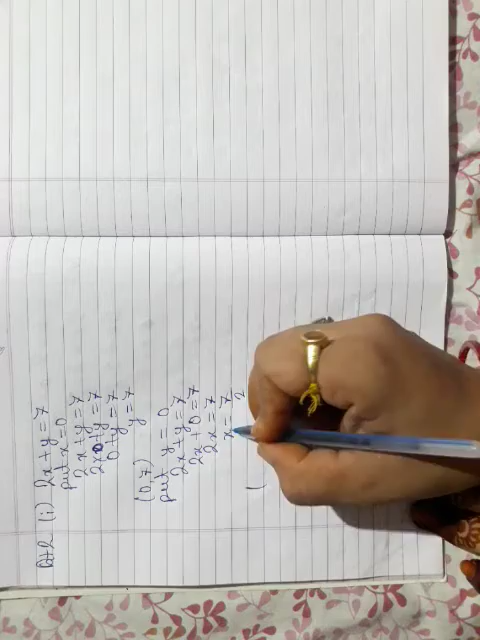 Q+2 (i) 2x+y=7
put x=0
2x+y=7
2x0+y=7
0+y=7
y=7
(0,7)
put y=0
2x+y=7
2x+0=7
2x=7
x=7/2
(